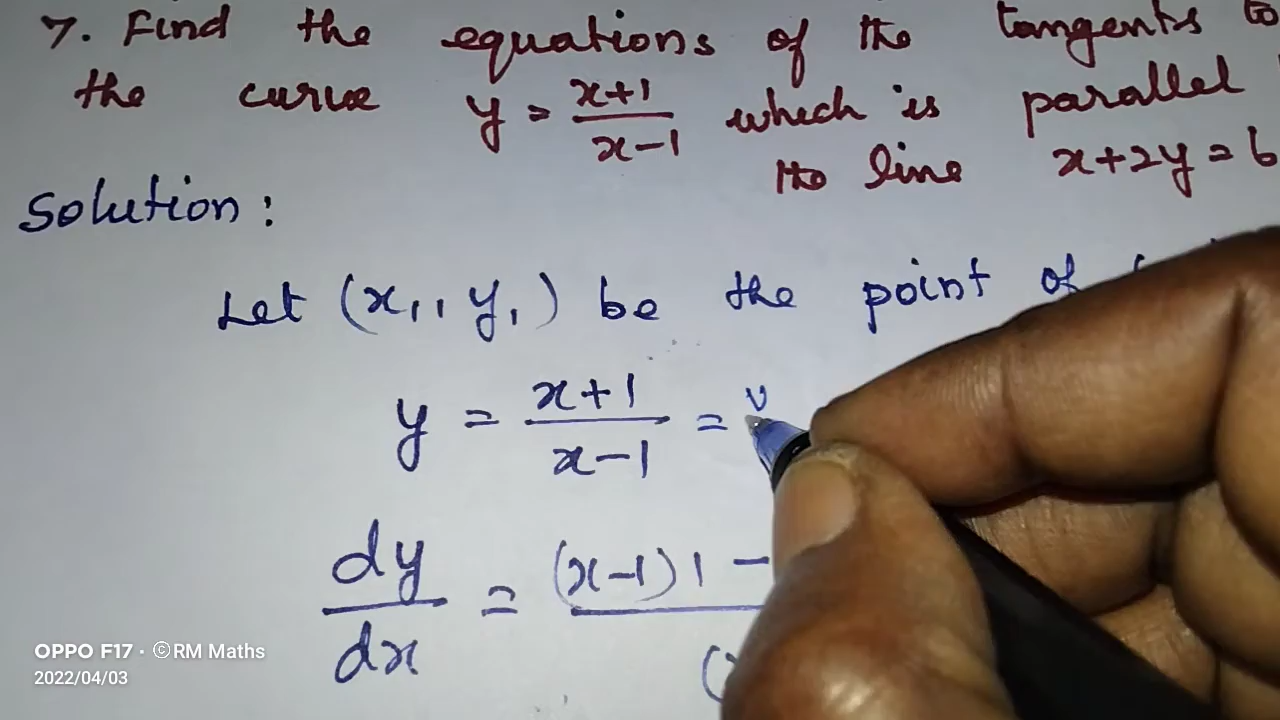 7. Find the equations of the tangents to
the curve y = x+1 / x-1 which is parallel
the line x+2y=6
Solution:
Let (x₁, y₁) be the point of
y = x+1 / x-1 =
dy/dx = (x-1)1 -
OPPO F17 · ©RM Maths
2022/04/03